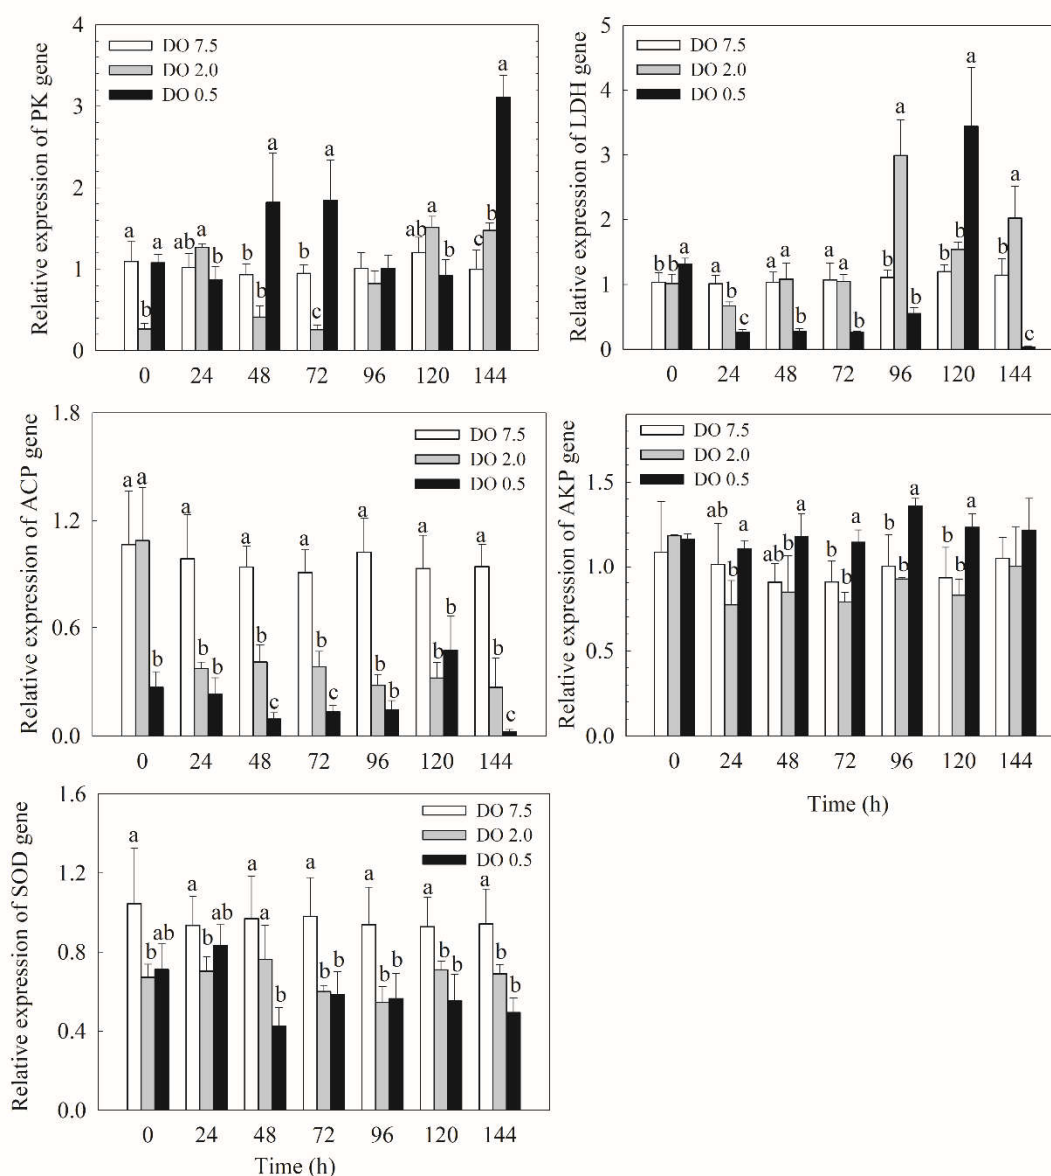 Relative expression of PK gene
4
3
2
1
0
DO 7.5
DO 2.0
DO 0.5
a b a
ab a b
b b a
b b a
ab a b
c b a
0 24 48 72 96 120 144
Relative expression of LDH gene
5
4
3
2
1
0
DO 7.5
DO 2.0
DO 0.5
b b a
a b c
a a b
a a b
b a b
b b a
b a c
0 24 48 72 96 120 144
Relative expression of ACP gene
1.8
1.2
0.6
0.0
DO 7.5
DO 2.0
DO 0.5
a a b
a b b
a b c
a b c
a b b
a b b
a b c
0 24 48 72 96 120 144
Relative expression of AKP gene
1.5
1.0
0.5
0.0
DO 7.5
DO 2.0
DO 0.5
ab b a
ab b a
b b a
b b a
b b a
0 24 48 72 96 120 144
Time (h)
Relative expression of SOD gene
1.6
1.2
0.8
0.4
0.0
DO 7.5
DO 2.0
DO 0.5
a b ab
a b ab
a a b
a b b
a b b
a b b
a b b
0 24 48 72 96 120 144
Time (h)